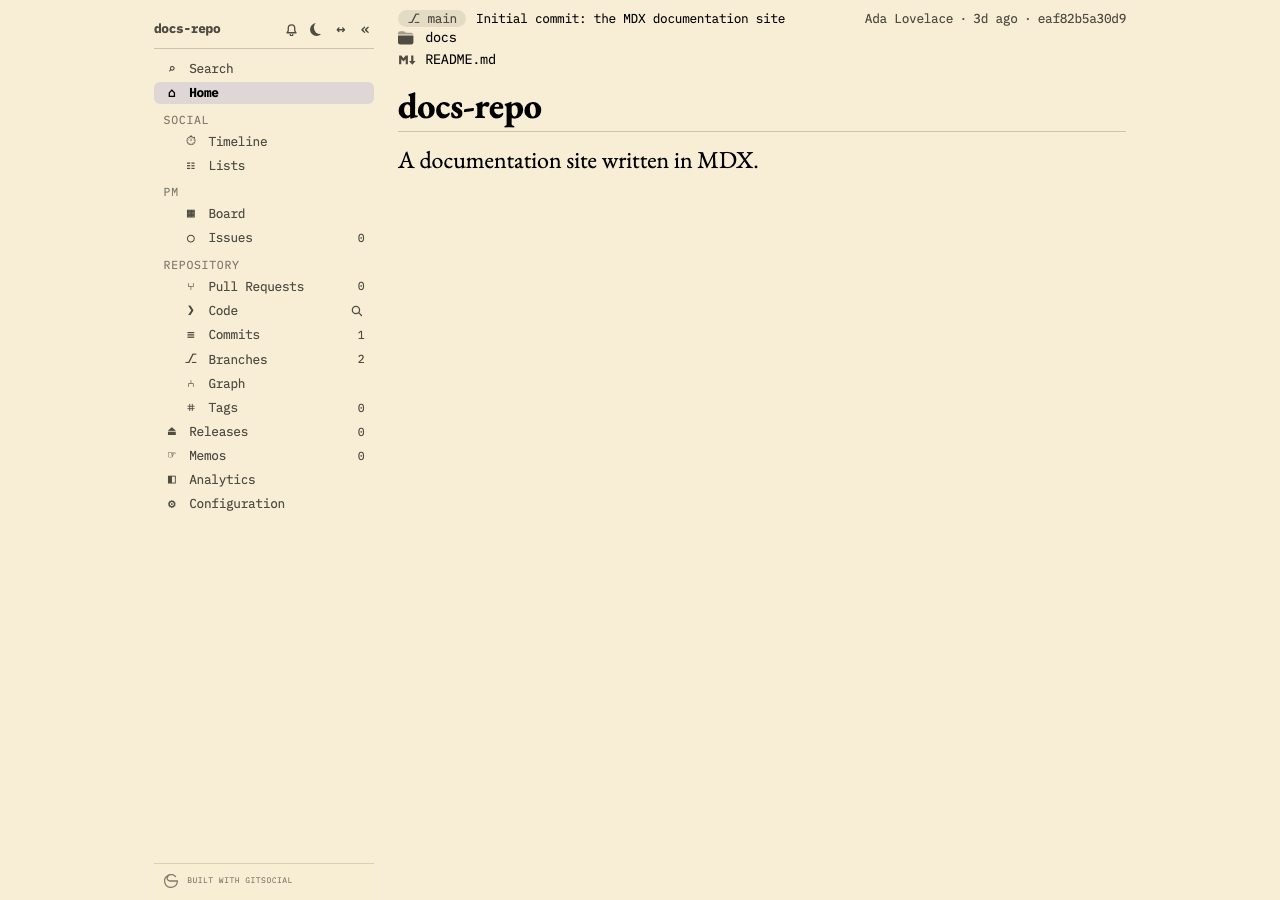 docs-repo
Search
Home
SOCIAL
Timeline
Lists
PM
Board
Issues 0
REPOSITORY
Pull Requests 0
Code
Commits 1
Branches 2
Graph
Tags 0
Releases 0
Memos 0
Analytics
Configuration
BUILT WITH GITSOCIAL
main Initial commit: the MDX documentation site Ada Lovelace · 3d ago · eaf82b5a30d9
docs
README.md
docs-repo
A documentation site written in MDX.